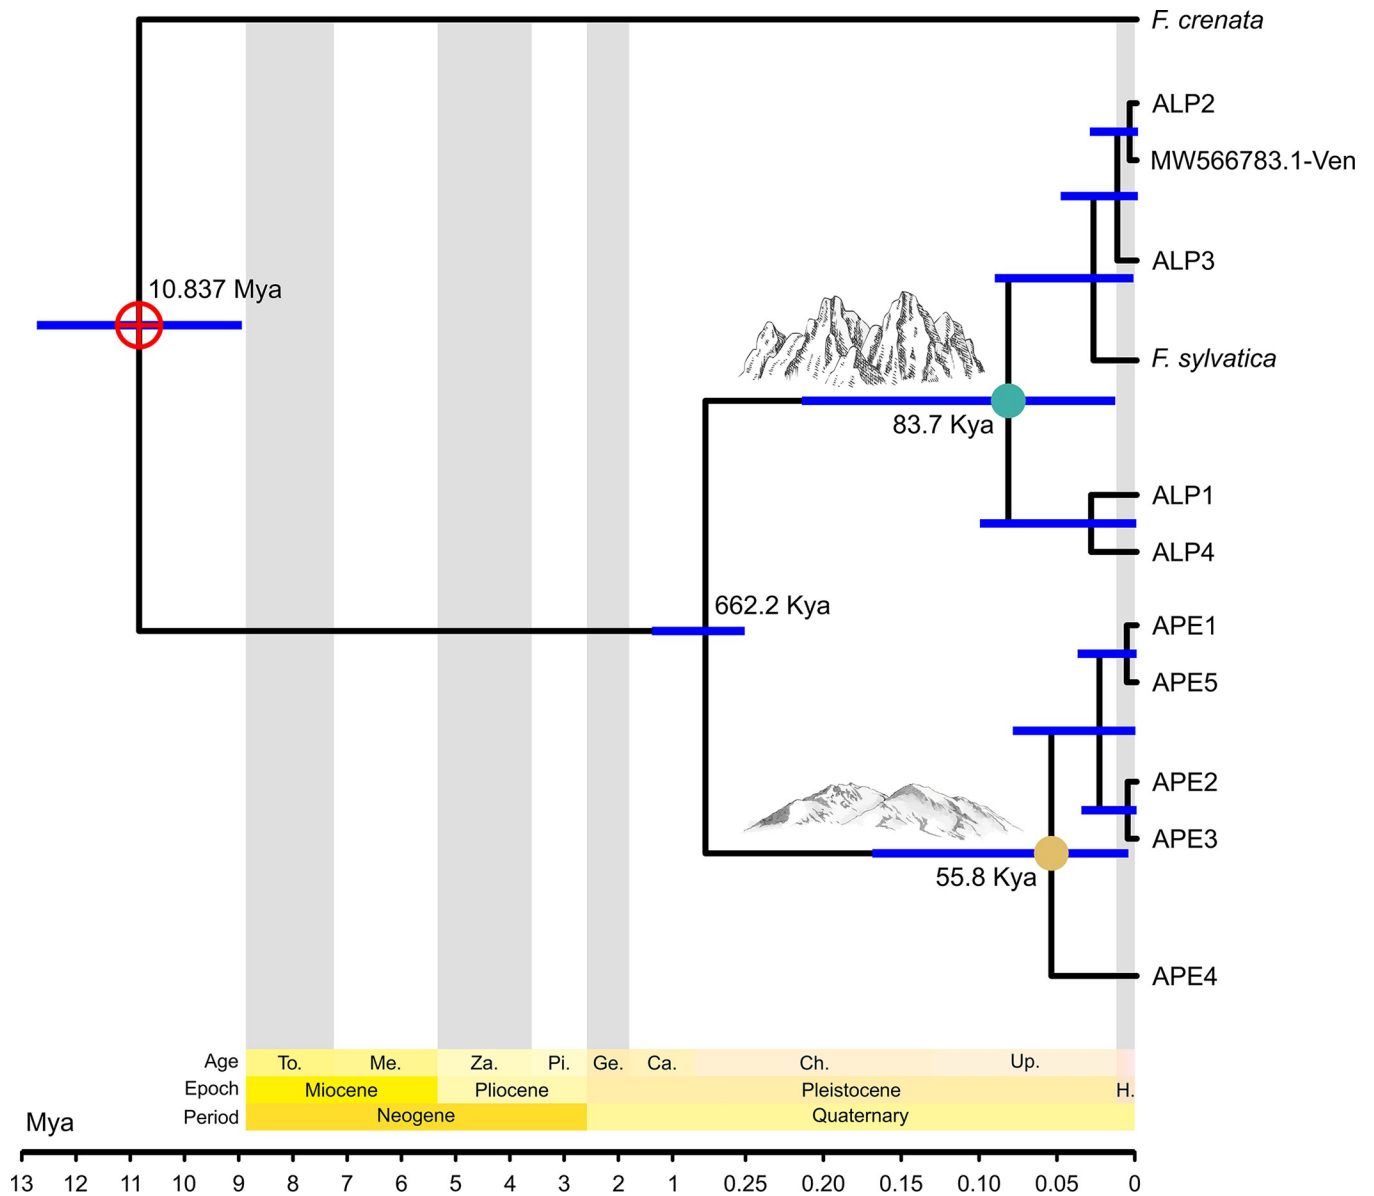 F. crenata
ALP2
MW566783.1-Ven
ALP3
10.837 Mya
F. sylvatica
83.7 Kya
ALP1
ALP4
662.2 Kya
APE1
APE5
APE2
APE3
55.8 Kya
APE4
Age To. Me. Za. Pi. Ge. Ca. Ch. Up.
Epoch Miocene Pliocene Pleistocene H.
Period Neogene Quaternary
Mya
13 12 11 10 9 8 7 6 5 4 3 2 1 0.25 0.20 0.15 0.10 0.05 0